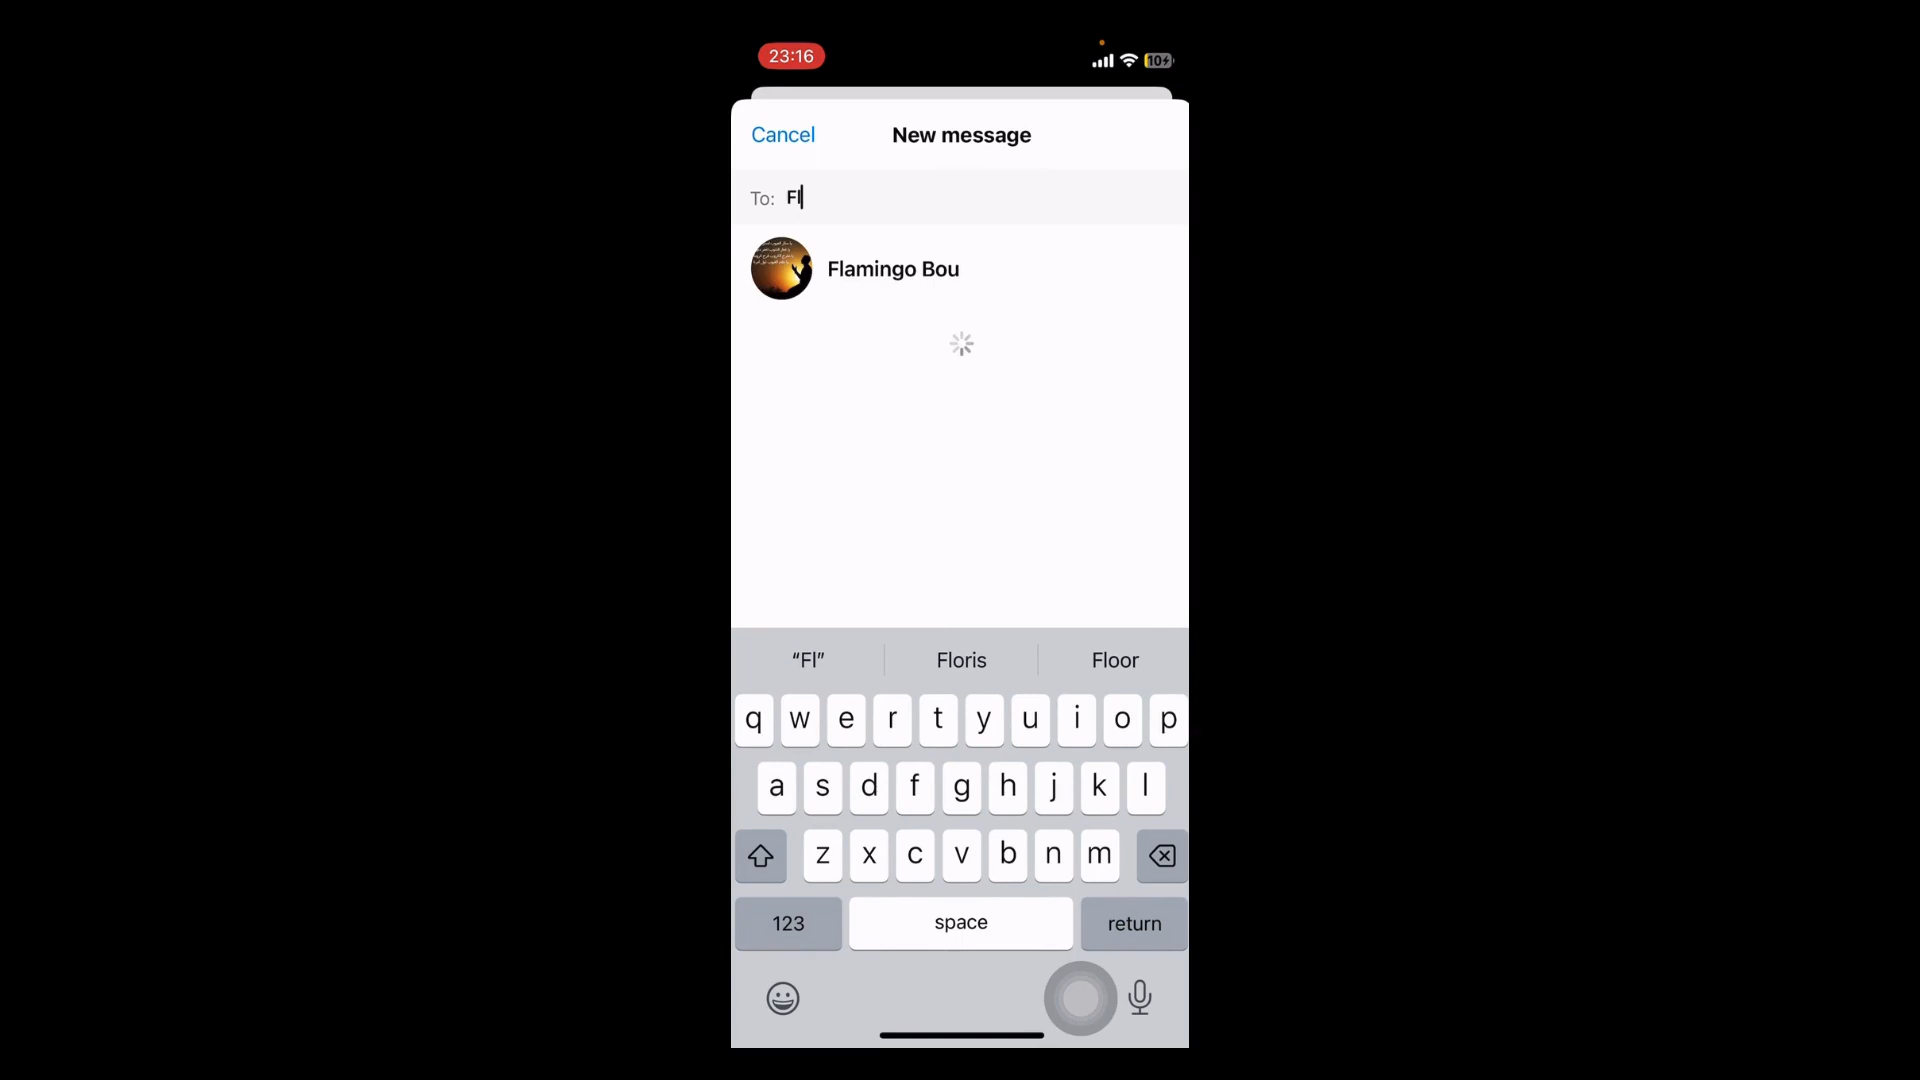 23:16
10
Cancel
New message
To: Fl
Flamingo Bou
“Fl”
Floris
Floor
q w e r t y u i o p
a s d f g h j k l
z x c v b n m
123
space
return